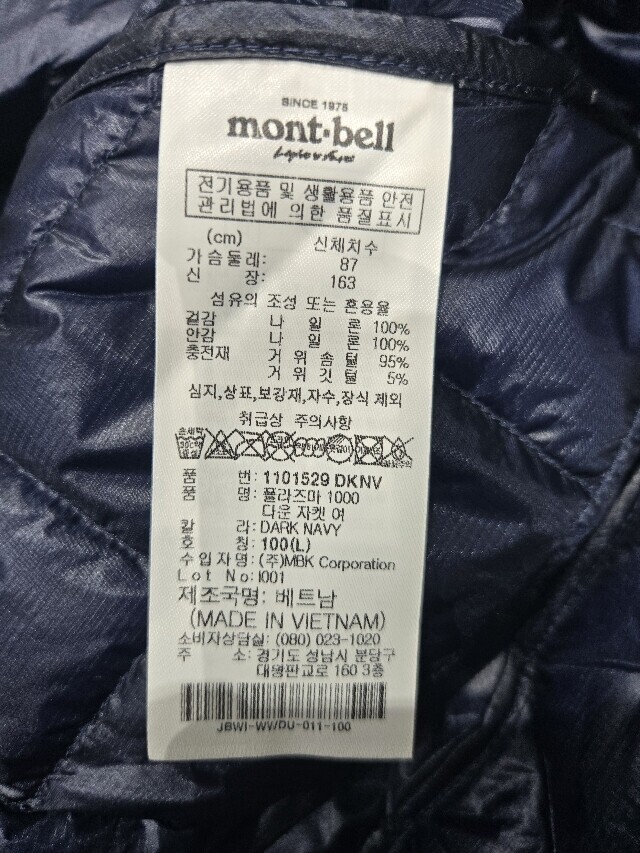 SINCE 1975
mont-bell
전기용품 및 생활용품 안전
관리법에 의한 품질표시
(cm) 신체치수
가슴둘레: 87
신 장: 163
섬유의 조성 또는 혼용율
겉감 나 일 론 100%
안감 나 일 론 100%
충전재 거 위 솜 털 95%
거 위 깃 털 5%
심지,상표,보강재,자수,장식 제외
취급상 주의사항
품 번: 1101529 DKNV
품 명: 플라즈마 1000
다운 자켓 여
칼 라: DARK NAVY
호 칭: 100(L)
수 입 자 명: (주)MBK Corporation
Lot No: I001
제조국명: 베트남
(MADE IN VIETNAM)
소비자상담실: (080) 023-1020
주 소: 경기도 성남시 분당구
대왕판교로 160 3층
JBWI-WV/DU-011-100